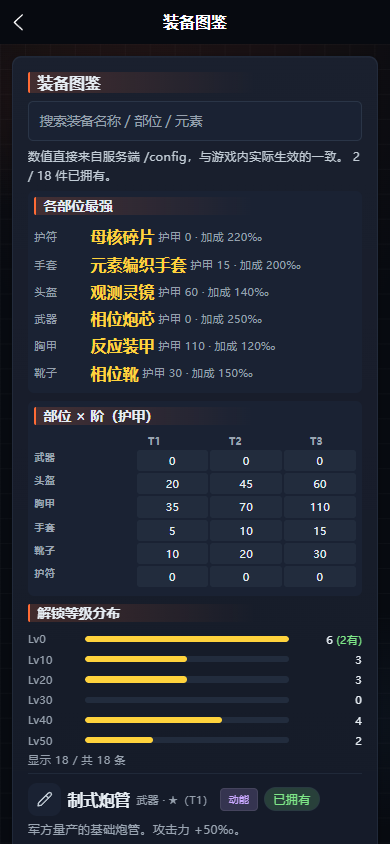 装备图鉴
装备图鉴
搜索装备名称 / 部位 / 元素
数值直接来自服务端 /config，与游戏内实际生效的一致。 2
/ 18 件已拥有。
各部位最强
护符 母核碎片 护甲 0 · 加成 220‰
手套 元素编织手套 护甲 15 · 加成 200‰
头盔 观测灵镜 护甲 60 · 加成 140‰
武器 相位炮芯 护甲 0 · 加成 250‰
胸甲 反应装甲 护甲 110 · 加成 120‰
靴子 相位靴 护甲 30 · 加成 150‰
部位 × 阶（护甲）
T1 T2 T3
武器 0 0 0
头盔 20 45 60
胸甲 35 70 110
手套 5 10 15
靴子 10 20 30
护符 0 0 0
解锁等级分布
Lv0 6 (2有)
Lv10 3
Lv20 3
Lv30 0
Lv40 4
Lv50 2
显示 18 / 共 18 条
制式炮管 武器 · ★（T1） 动能 已拥有
军方量产的基础炮管。攻击力 +50‰。